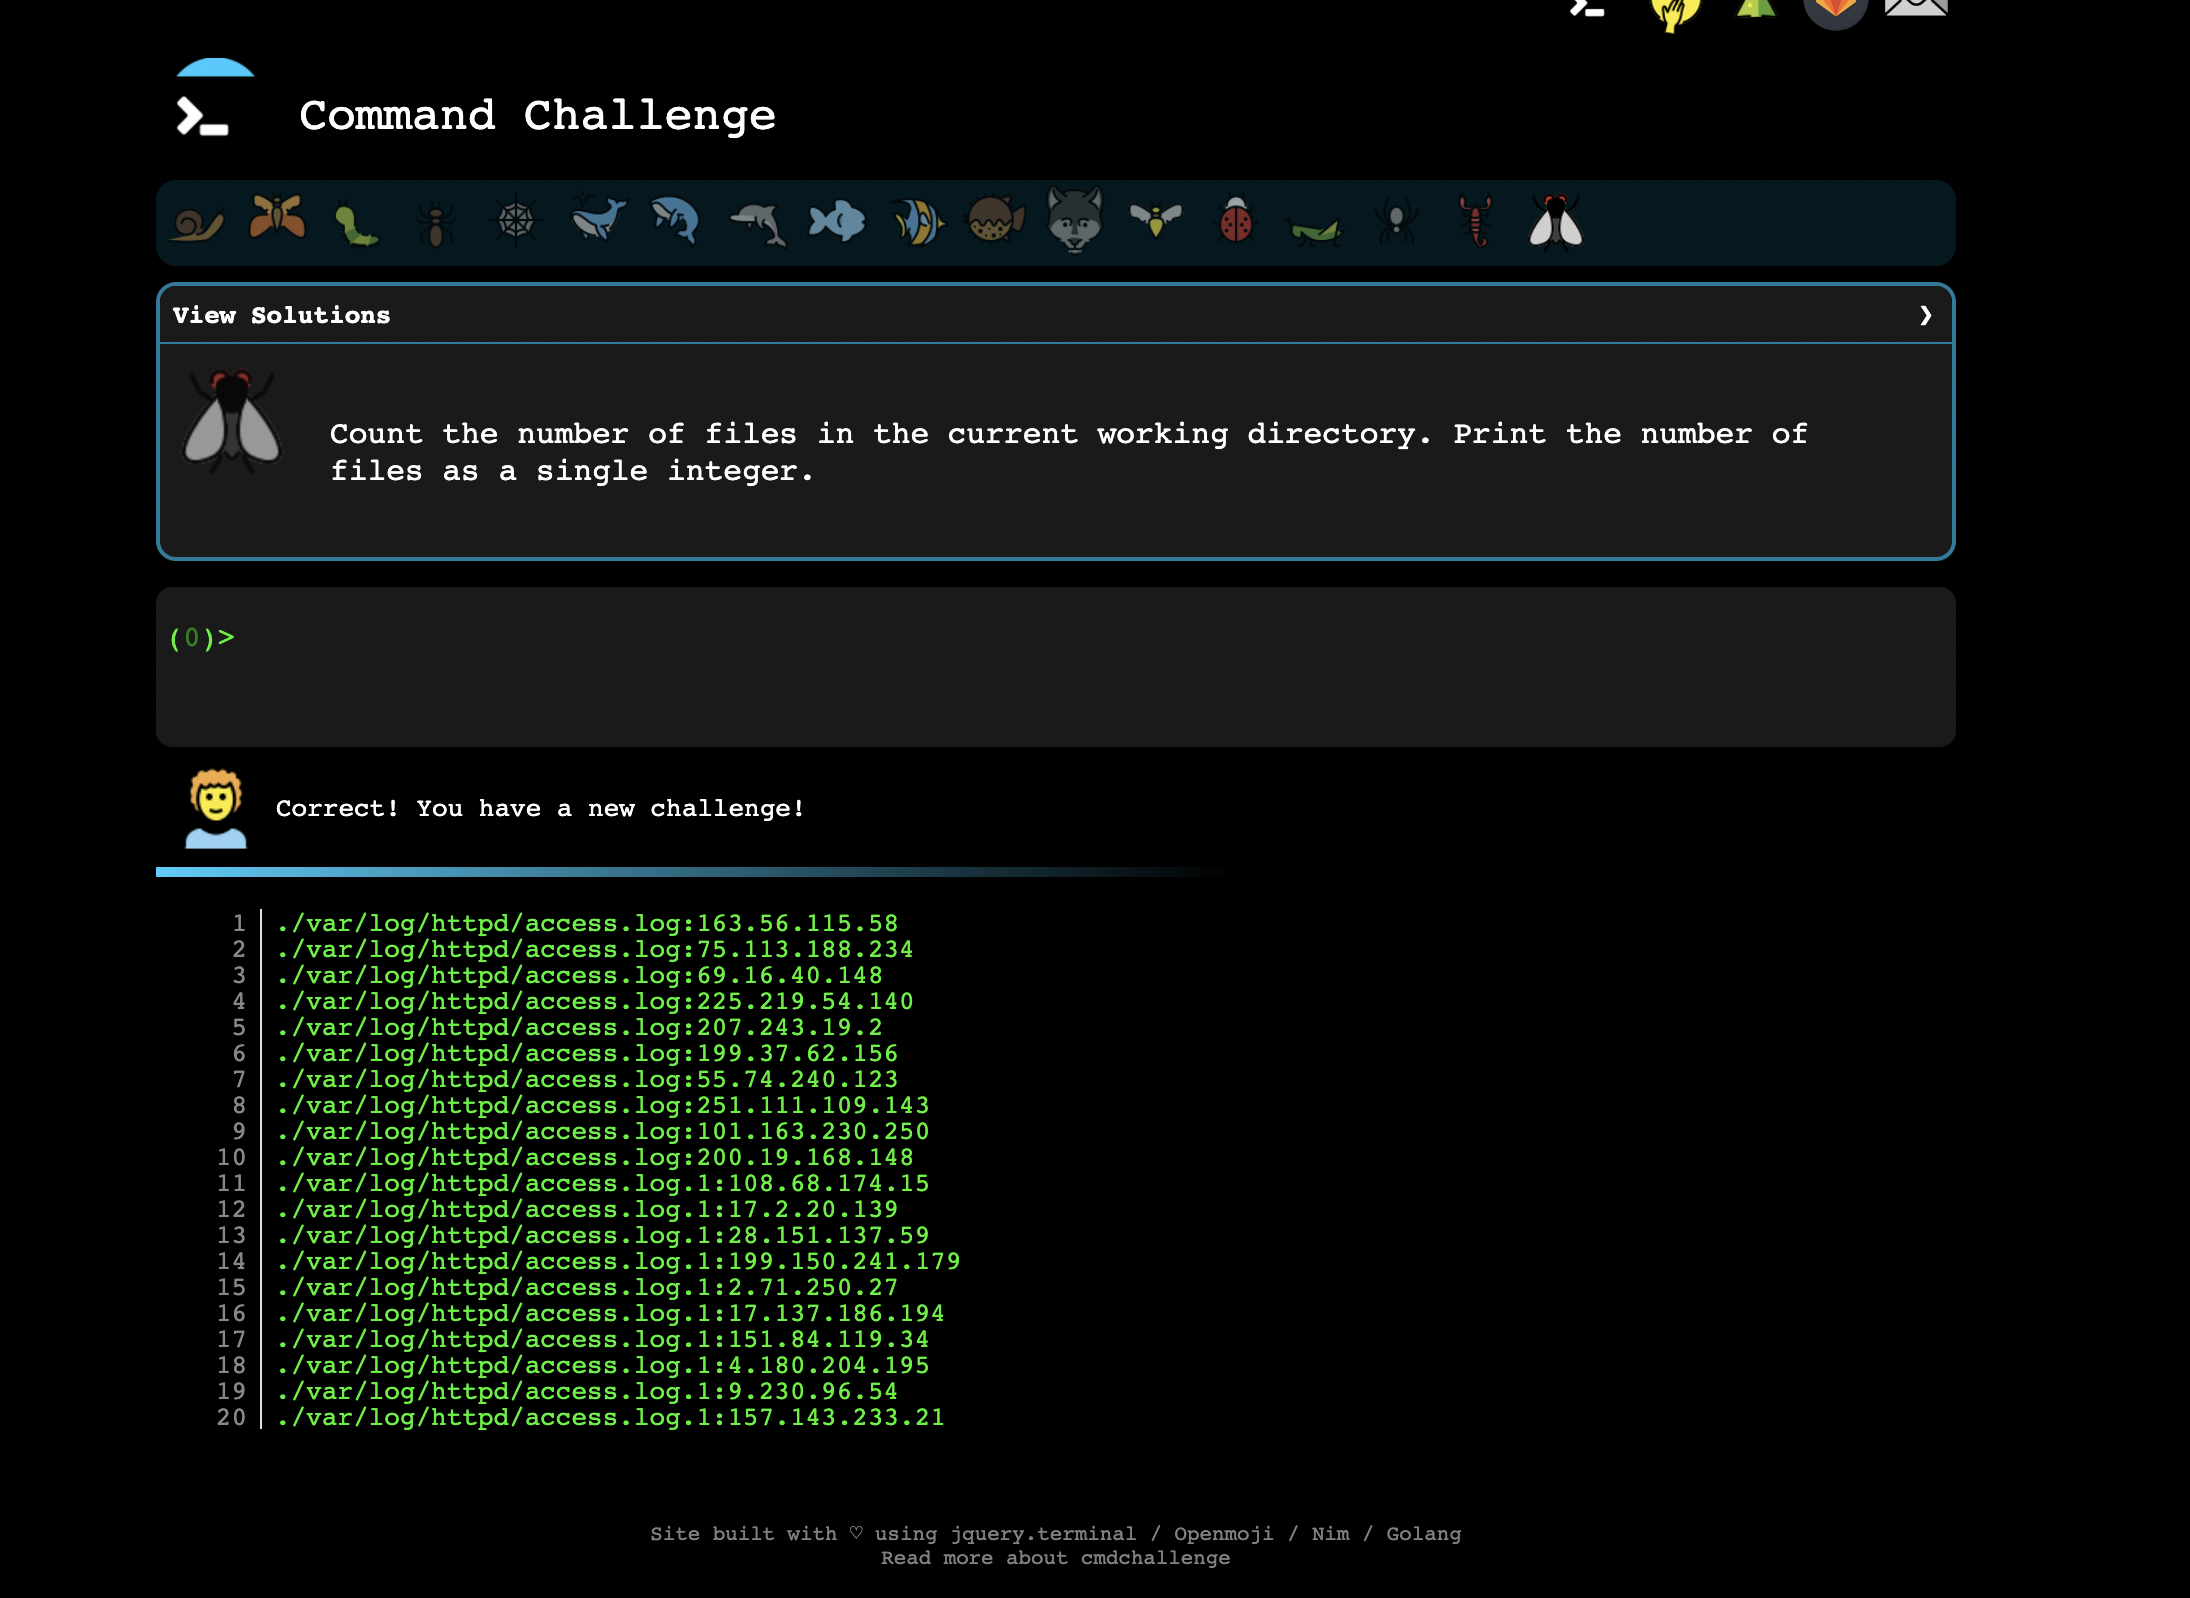 Command Challenge
View Solutions ❯
Count the number of files in the current working directory. Print the number of
files as a single integer.
(0)>
Correct! You have a new challenge!
1 ./var/log/httpd/access.log:163.56.115.58
2 ./var/log/httpd/access.log:75.113.188.234
3 ./var/log/httpd/access.log:69.16.40.148
4 ./var/log/httpd/access.log:225.219.54.140
5 ./var/log/httpd/access.log:207.243.19.2
6 ./var/log/httpd/access.log:199.37.62.156
7 ./var/log/httpd/access.log:55.74.240.123
8 ./var/log/httpd/access.log:251.111.109.143
9 ./var/log/httpd/access.log:101.163.230.250
10 ./var/log/httpd/access.log:200.19.168.148
11 ./var/log/httpd/access.log.1:108.68.174.15
12 ./var/log/httpd/access.log.1:17.2.20.139
13 ./var/log/httpd/access.log.1:28.151.137.59
14 ./var/log/httpd/access.log.1:199.150.241.179
15 ./var/log/httpd/access.log.1:2.71.250.27
16 ./var/log/httpd/access.log.1:17.137.186.194
17 ./var/log/httpd/access.log.1:151.84.119.34
18 ./var/log/httpd/access.log.1:4.180.204.195
19 ./var/log/httpd/access.log.1:9.230.96.54
20 ./var/log/httpd/access.log.1:157.143.233.21
Site built with ♡ using jquery.terminal / Openmoji / Nim / Golang
Read more about cmdchallenge